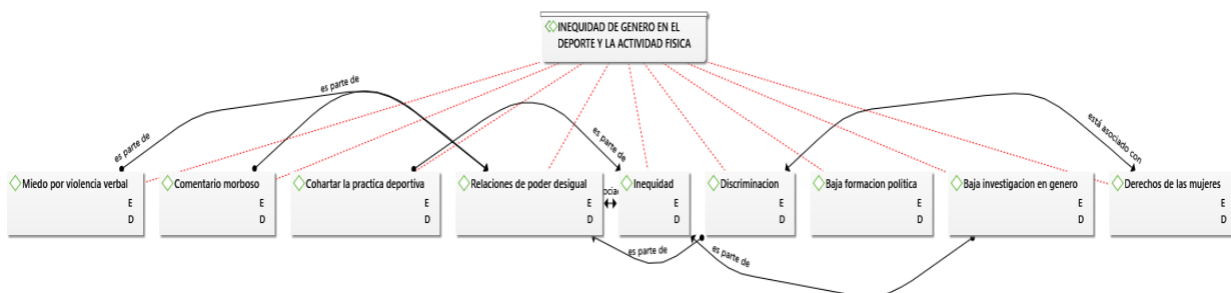 INEQUIDAD DE GENERO EN EL
DEPORTE Y LA ACTIVIDAD FISICA
es parte de
es parte de
es parte de
está asociado con
Miedo por violencia verbal
E
D
Comentario morboso
E
D
Cohartar la practica deportiva
E
D
Relaciones de poder desigual
E
D
Inequidad
E
D
Discriminacion
E
D
Baja formacion politica
E
D
Baja investigacion en genero
E
D
Derechos de las mujeres
E
D
es parte de
es parte de